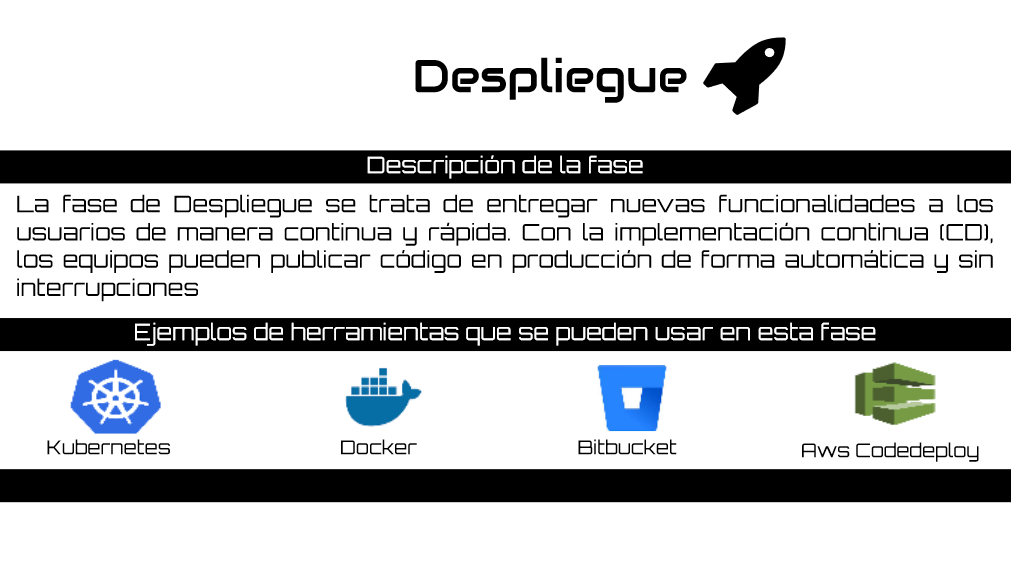 Despliegue
Descripción de la fase
La fase de Despliegue se trata de entregar nuevas funcionalidades a los
usuarios de manera continua y rápida. Con la implementación continua (CD),
los equipos pueden publicar código en producción de forma automática y sin
interrupciones
Ejemplos de herramientas que se pueden usar en esta fase
Kubernetes
Docker
Bitbucket
Aws Codedeploy